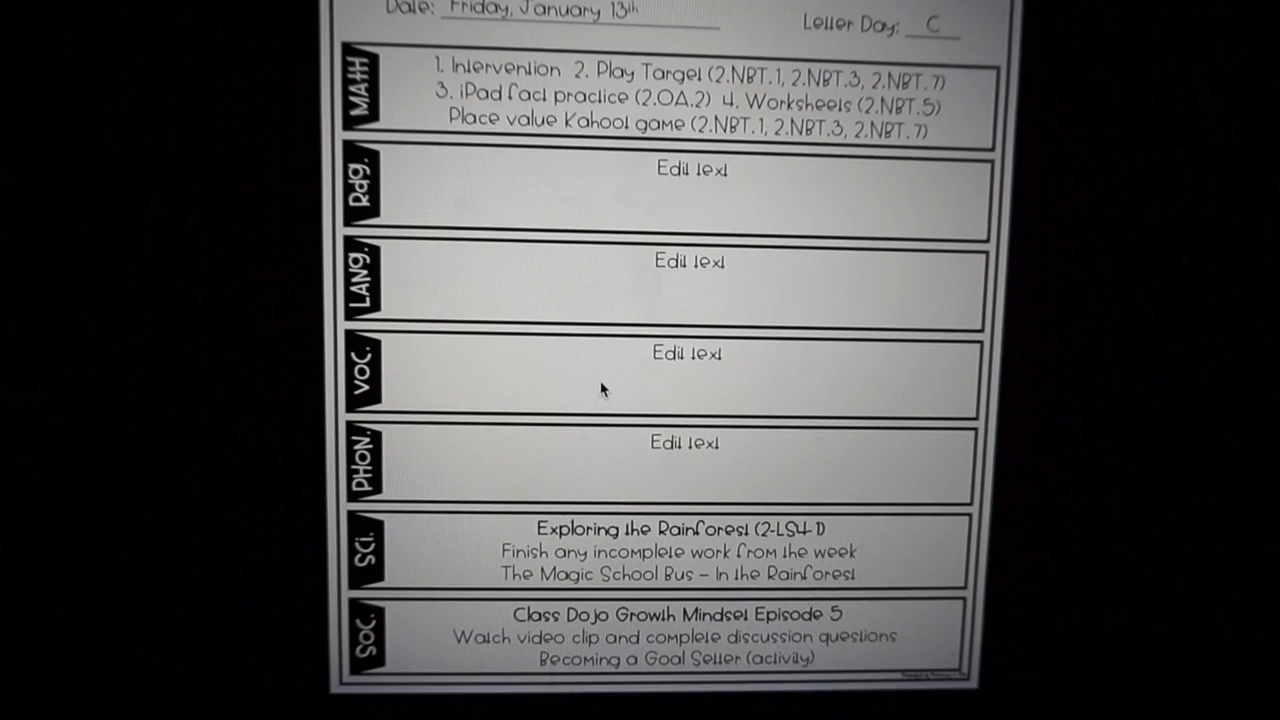 Date: Friday, January 13th
Letter Day: C
MATH
1. Intervention 2. Play Target (2.NBT.1, 2.NBT.3, 2.NBT.7)
3. iPad fact practice (2.OA.2) 4. Worksheets (2.NBT.5)
Place value Kahoot game (2.NBT.1, 2.NBT.3, 2.NBT.7)
Rdg.
Edit text
LANg.
Edit text
VOC.
Edit text
PHON.
Edit text
SCi.
Exploring the Rainforest (2-LS4-1)
Finish any incomplete work from the week
The Magic School Bus – In the Rainforest
SOC.
Class Dojo Growth Mindset Episode 5
Watch video clip and complete discussion questions
Becoming a Goal Setter (activity)